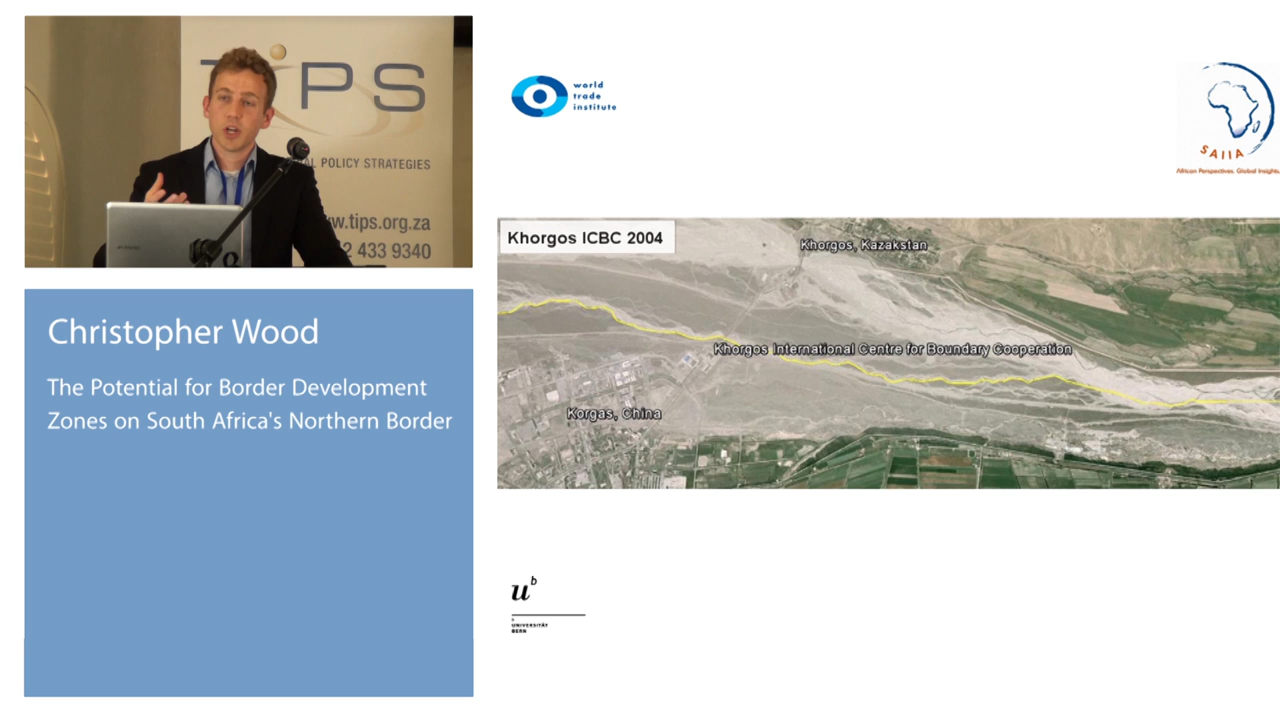 TiPS
AL POLICY STRATEGIES
w.tips.org.za
2 433 9340
Christopher Wood
The Potential for Border Development
Zones on South Africa's Northern Border
world
trade
institute
SAIIA
African Perspectives. Global Insights.
Khorgos ICBC 2004
Khorgos, Kazakstan
Khorgos International Centre for Boundary Cooperation
Korgas, China
u b
b
UNIVERSITÄT
BERN